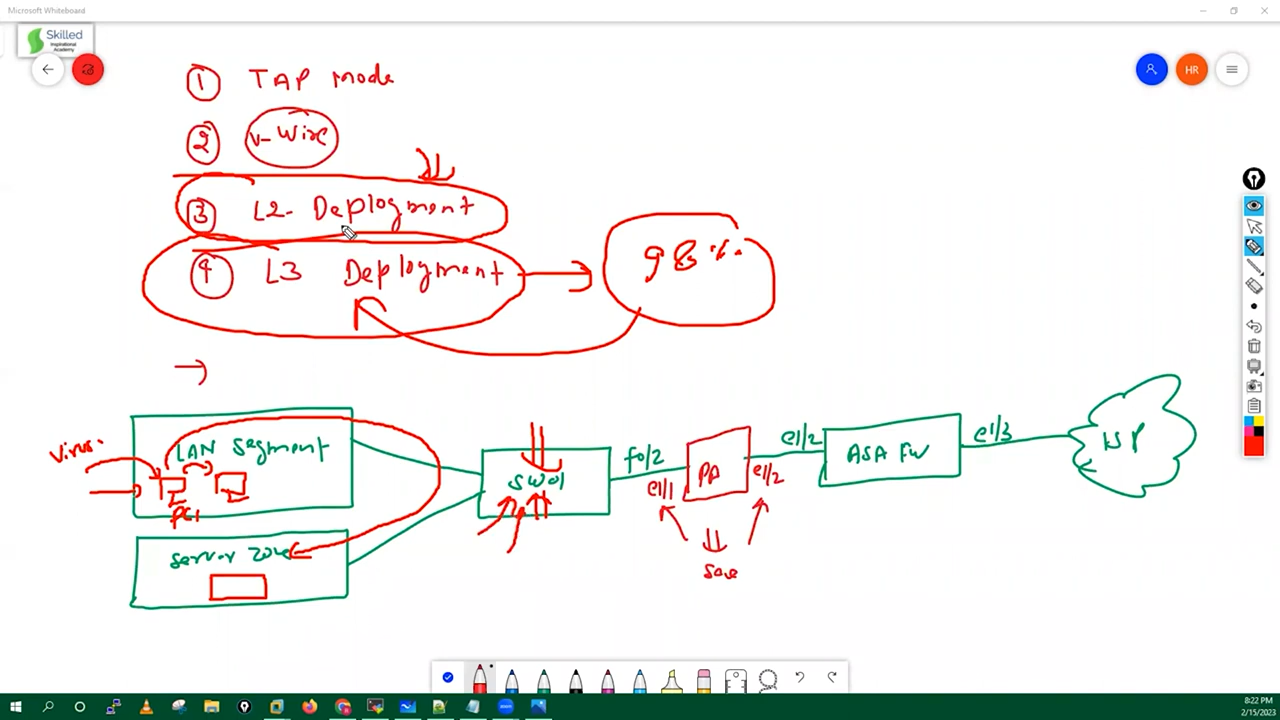 Microsoft Whiteboard
Skilled
Inspirational
Academy
HR
1 TAP mode
2 V-Wire
3 L2- Deployment
4 L3 Deployment
98%
LAN Segment
Virus.
PC1
Server Zone
SW01
f0/2
e1/1
PA
e1/2
e1/2
ASA FW
e1/3
ISP
8:22 PM
2/15/2023